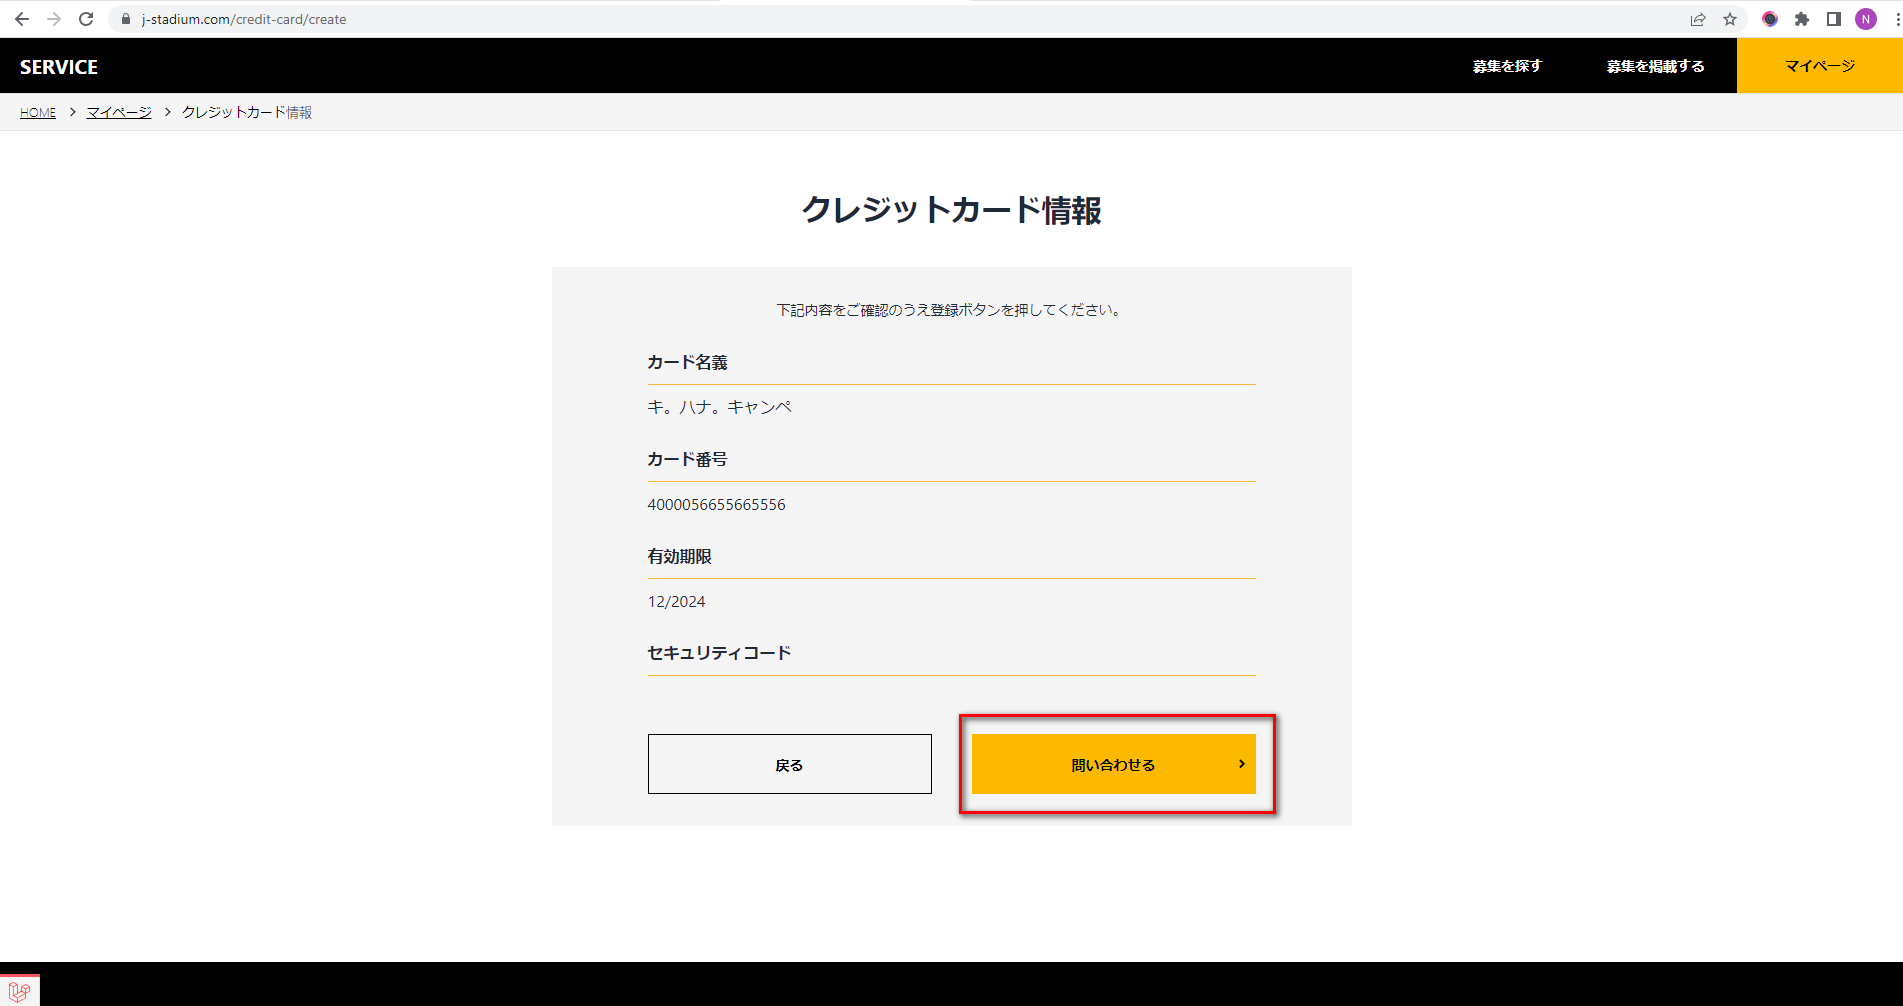 j-stadium.com/credit-card/create
N
SERVICE
募集を探す
募集を掲載する
マイページ
HOME > マイページ > クレジットカード情報
クレジットカード情報
下記内容をご確認のうえ登録ボタンを押してください。
カード名義
キ。ハナ。キャンペ
カード番号
4000056655665556
有効期限
12/2024
セキュリティコード
戻る
問い合わせる